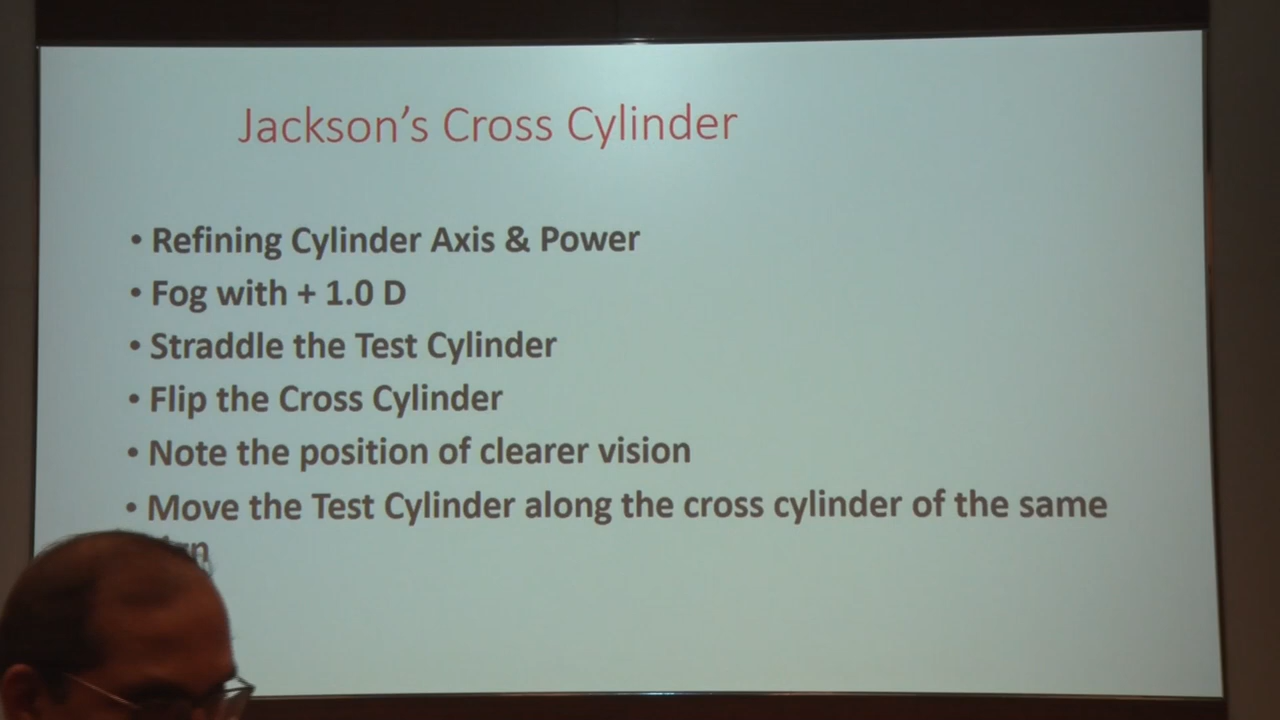 Jackson's Cross Cylinder
• Refining Cylinder Axis & Power
• Fog with + 1.0 D
• Straddle the Test Cylinder
• Flip the Cross Cylinder
• Note the position of clearer vision
• Move the Test Cylinder along the cross cylinder of the same